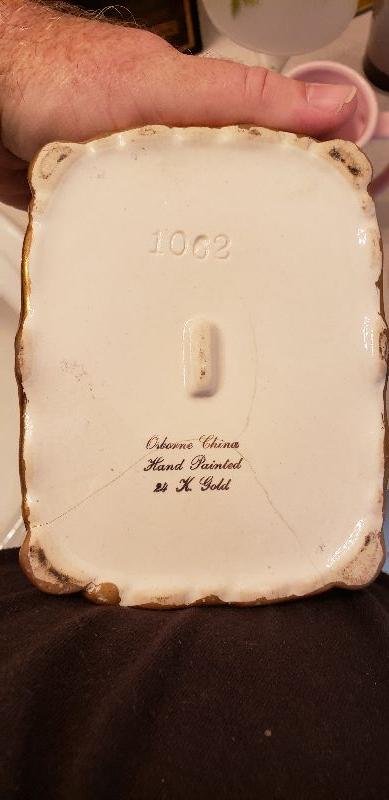 1062
Osborne China
Hand Painted
24 K. Gold